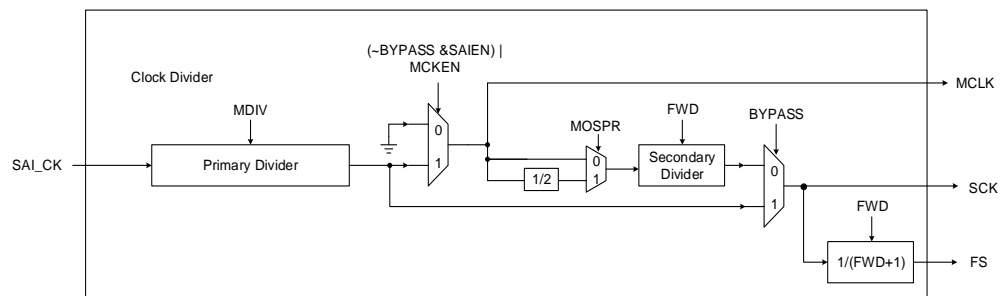 (~BYPASS &SAIEN) |
MCKEN
Clock Divider
MCLK
MDIV
MOSPR
FWD
BYPASS
0
1
SAI_CK
Primary Divider
0
1
1/2
Secondary
Divider
0
1
SCK
FWD
1/(FWD+1)
FS